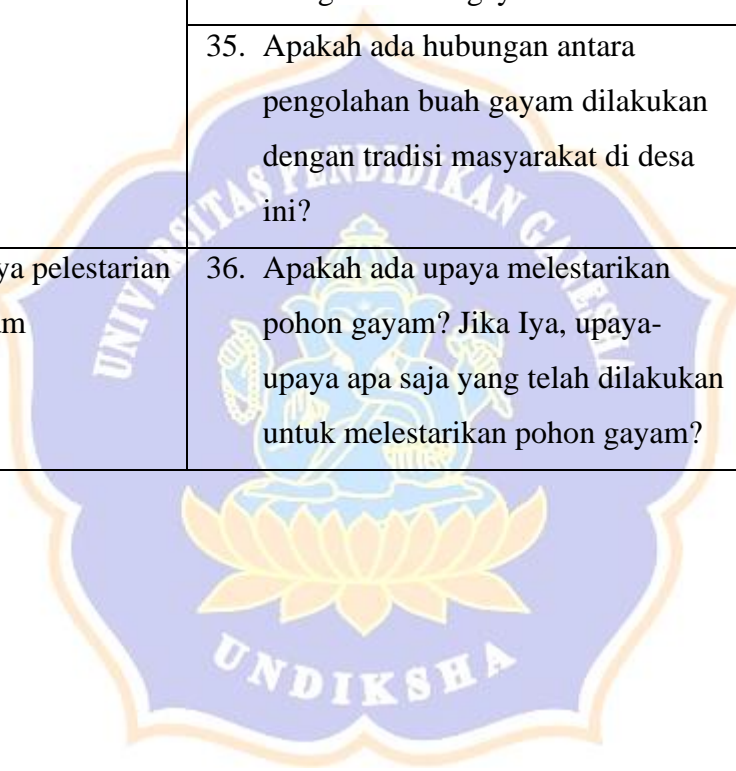 35. Apakah ada hubungan antara
pengolahan buah gayam dilakukan
dengan tradisi masyarakat di desa
ini?
ya pelestarian
am
36. Apakah ada upaya melestarikan
pohon gayam? Jika Iya, upaya-
upaya apa saja yang telah dilakukan
untuk melestarikan pohon gayam?
UNIVERSITAS PENDIDIKAN GANESHA
UNDIKSHA